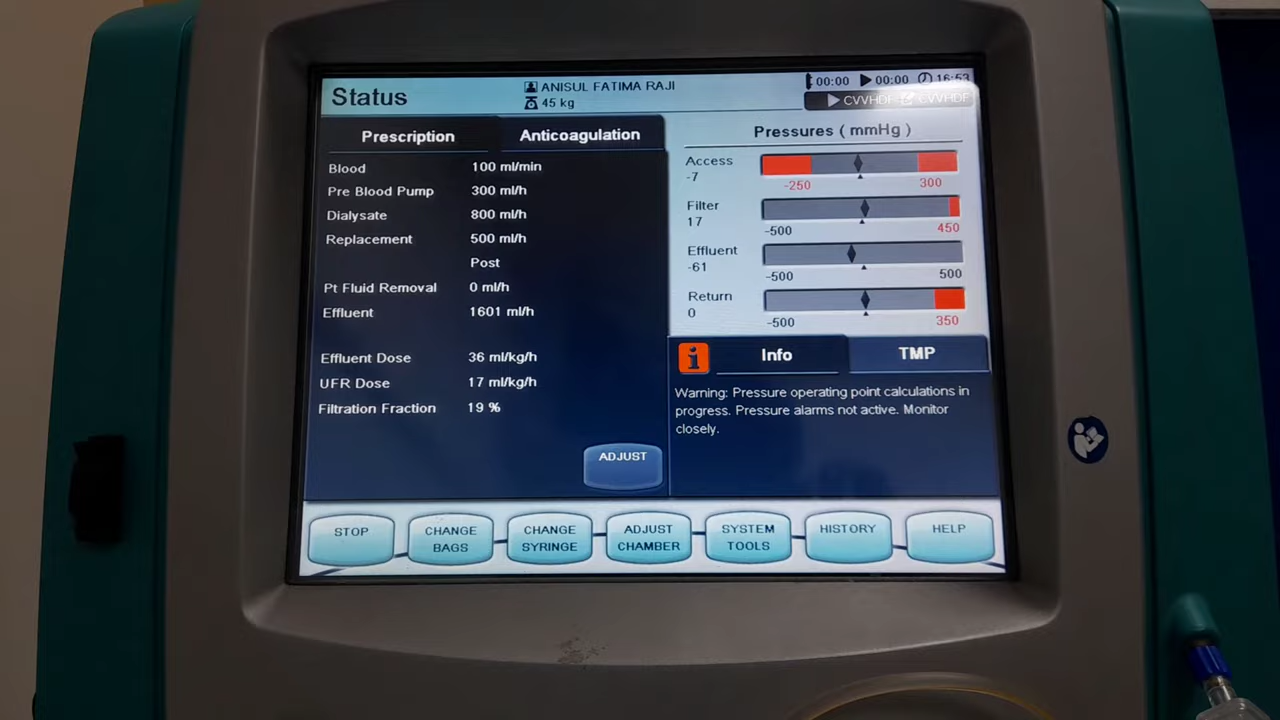 Status
ANISUL FATIMA RAJI
45 kg
00:00 00:00 16:53
CVVHDF CVVHDF
Prescription Anticoagulation
Blood 100 ml/min
Pre Blood Pump 300 ml/h
Dialysate 800 ml/h
Replacement 500 ml/h
Post
Pt Fluid Removal 0 ml/h
Effluent 1601 ml/h
Effluent Dose 36 ml/kg/h
UFR Dose 17 ml/kg/h
Filtration Fraction 19 %
ADJUST
Pressures ( mmHg )
Access
-7
-250 300
Filter
17
-500 450
Effluent
-61
-500 500
Return
0
-500 350
i Info TMP
Warning: Pressure operating point calculations in
progress. Pressure alarms not active. Monitor
closely.
STOP
CHANGE
BAGS
CHANGE
SYRINGE
ADJUST
CHAMBER
SYSTEM
TOOLS
HISTORY
HELP